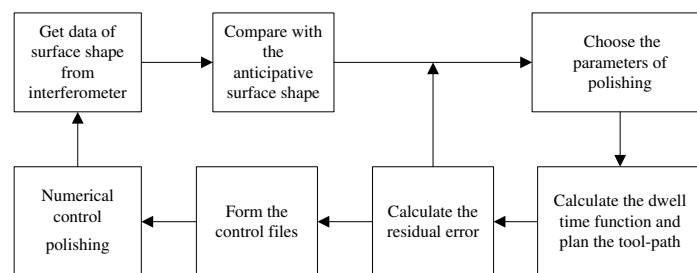 Get data of
surface shape
from
interferometer
Compare with
the
anticipative
surface shape
Choose the
parameters of
polishing
Numerical
control
polishing
Form the
control files
Calculate the
residual error
Calculate the dwell
time function and
plan the tool-path